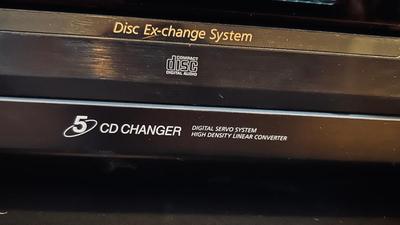 Disc Ex-change System
COMPACT
disc
DIGITAL AUDIO
5 CD CHANGER
DIGITAL SERVO SYSTEM
HIGH DENSITY LINEAR CONVERTER